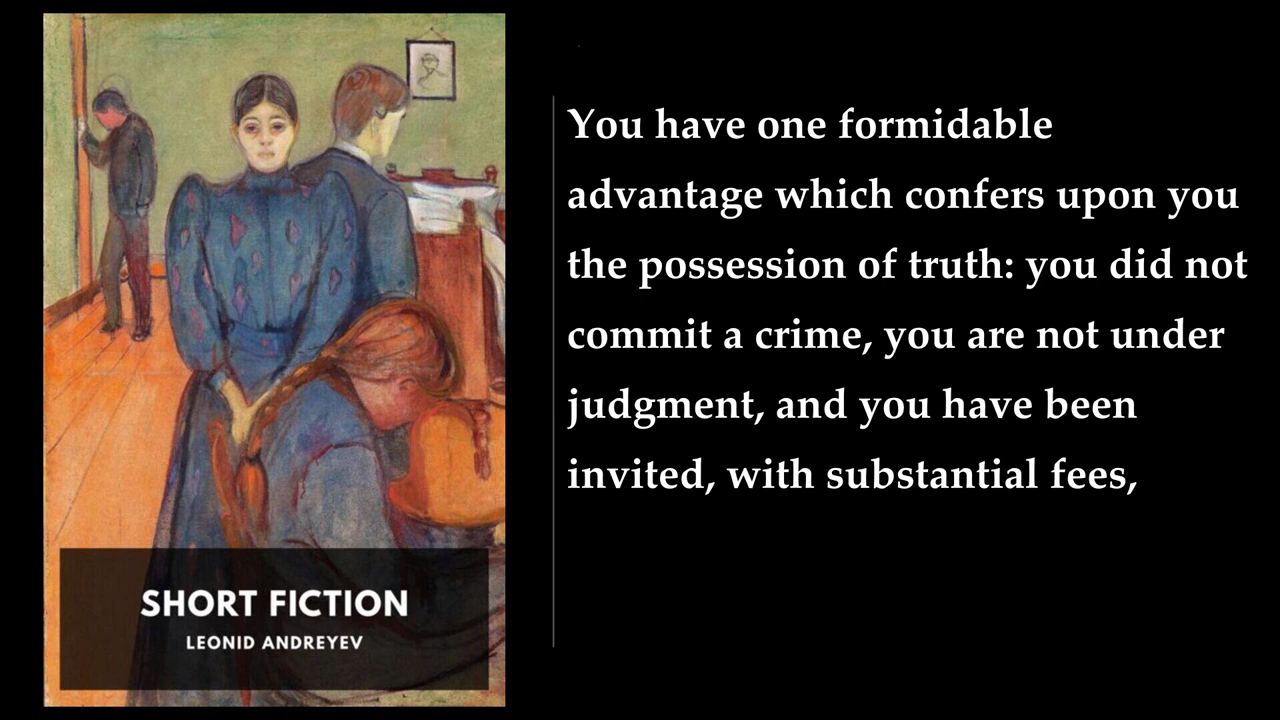 SHORT FICTION
LEONID ANDREYEV
You have one formidable
advantage which confers upon you
the possession of truth: you did not
commit a crime, you are not under
judgment, and you have been
invited, with substantial fees,